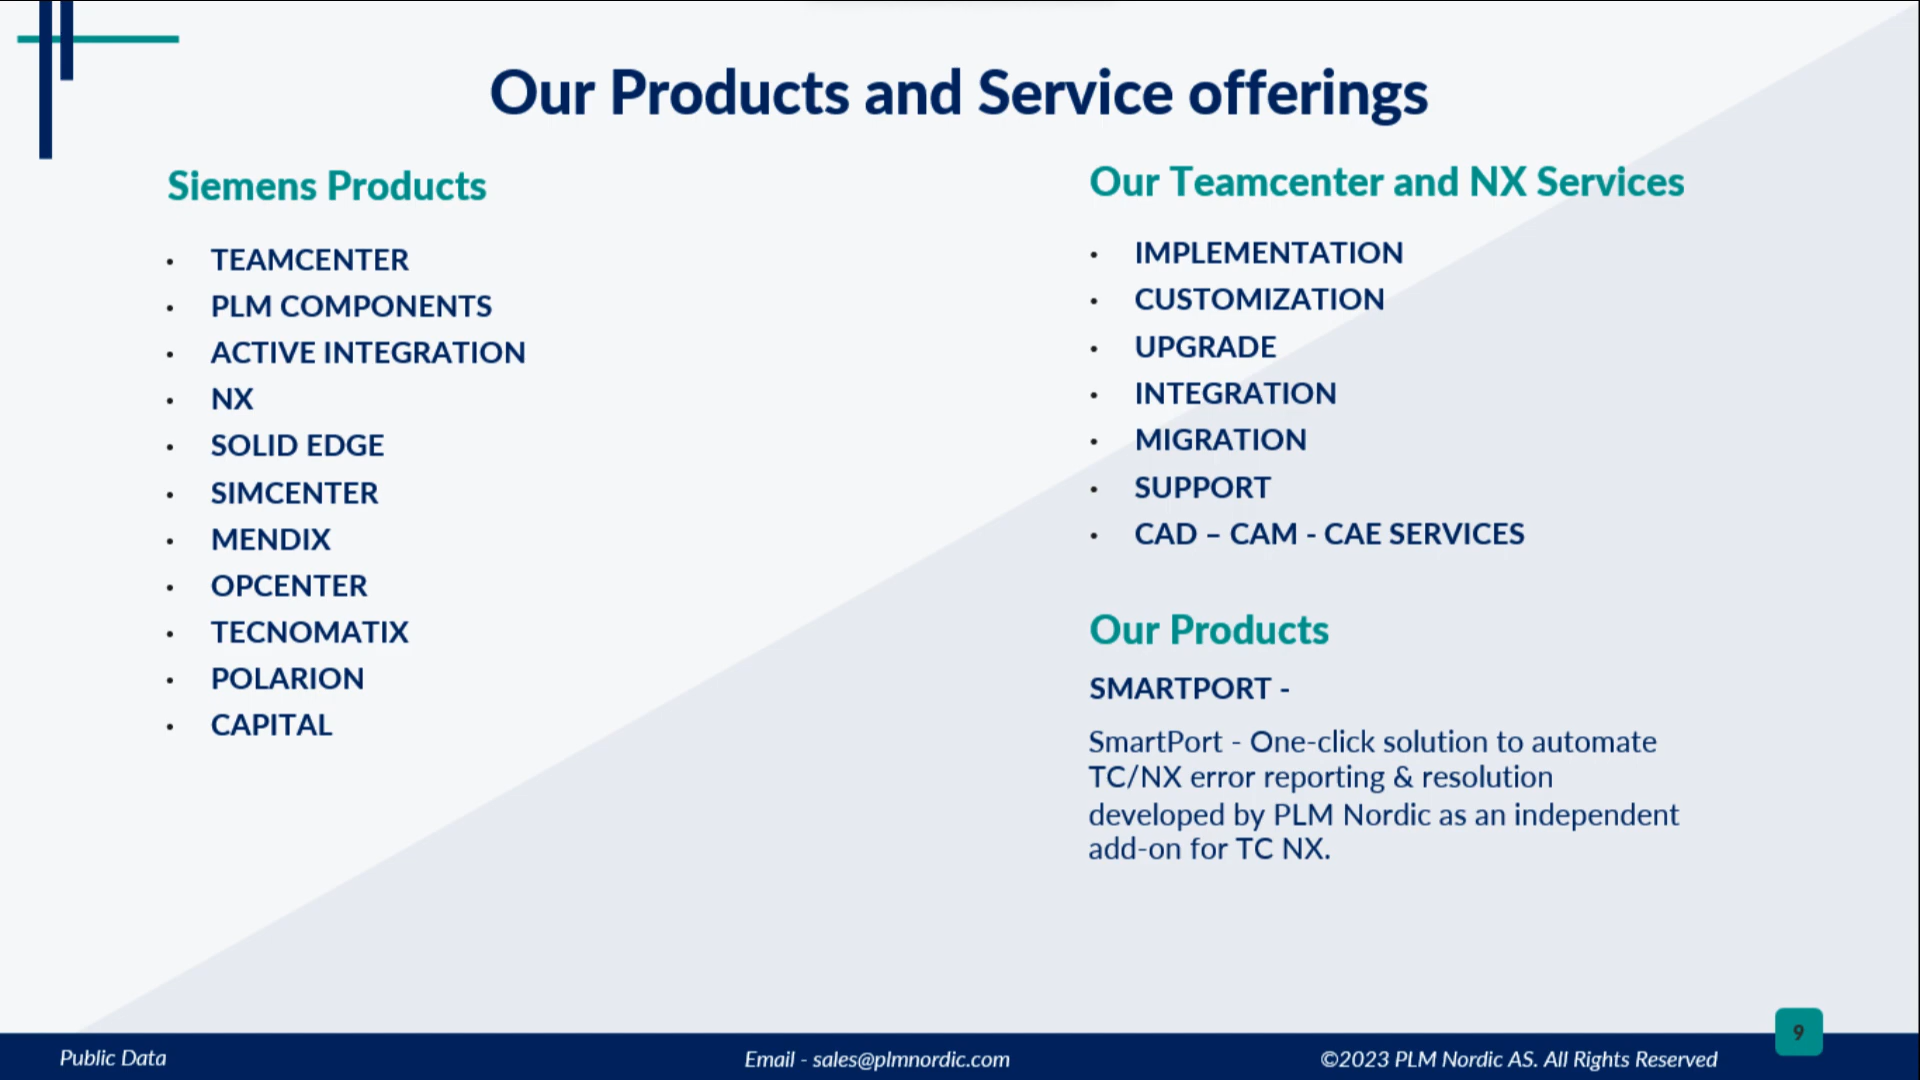 Our Products and Service offerings
Siemens Products
• TEAMCENTER
• PLM COMPONENTS
• ACTIVE INTEGRATION
• NX
• SOLID EDGE
• SIMCENTER
• MENDIX
• OPCENTER
• TECNOMATIX
• POLARION
• CAPITAL
Our Teamcenter and NX Services
• IMPLEMENTATION
• CUSTOMIZATION
• UPGRADE
• INTEGRATION
• MIGRATION
• SUPPORT
• CAD – CAM - CAE SERVICES
Our Products
SMARTPORT -
SmartPort - One-click solution to automate
TC/NX error reporting & resolution
developed by PLM Nordic as an independent
add-on for TC NX.
9
Public Data
Email - sales@plmnordic.com
©2023 PLM Nordic AS. All Rights Reserved